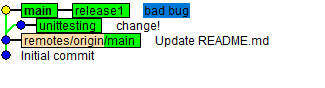 main release1 bad bug
unittesting change!
remotes/origin/main Update README.md
Initial commit